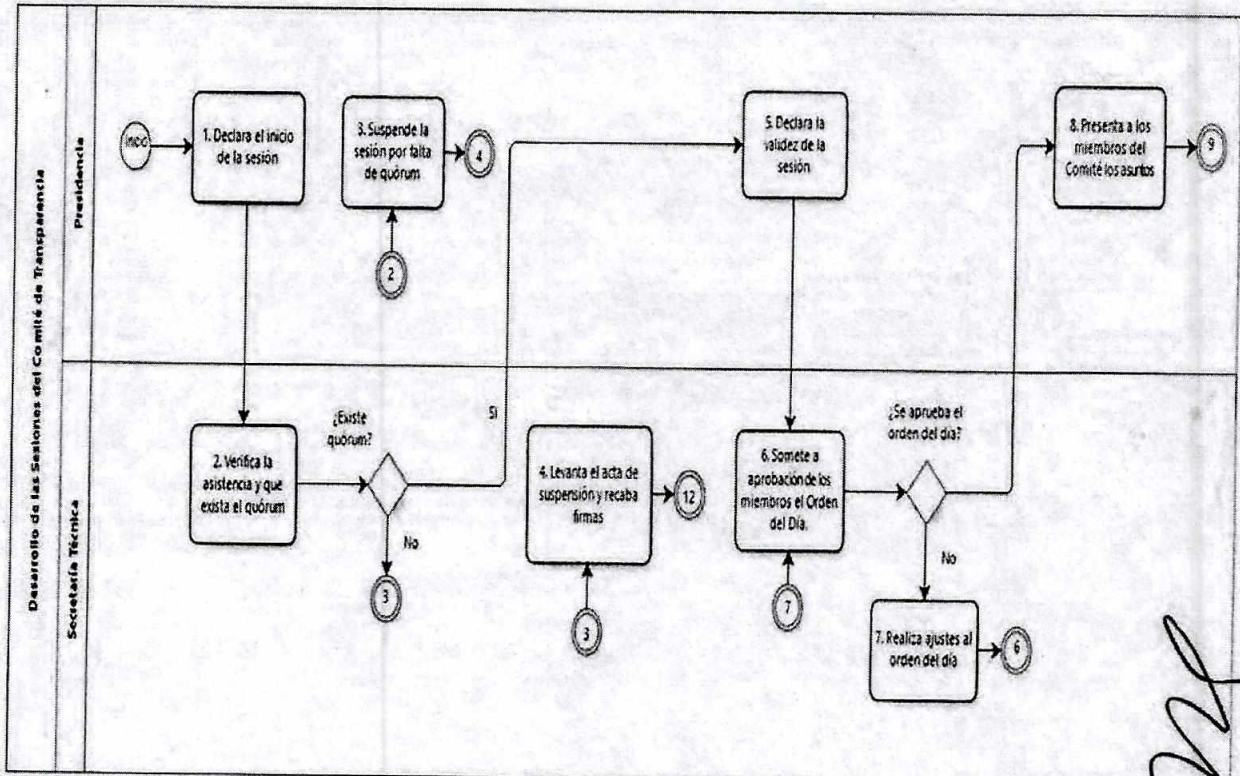 Desarrollo de las Sesiones del Comité de Transparencia
Presidencia
Inicio
1. Declara el inicio
de la sesión
3. Suspende la
sesión por falta
de quórum
4
2
5. Declara la
validez de la
sesión
8. Presenta a los
miembros del
Comité los asuntos
9
Secretaría Técnica
2. Verifica la
asistencia y que
exista el quórum
¿Existe
quórum?
Si
No
3
4. Levanta el acta de
suspensión y recaba
firmas
12
3
6. Somete a
aprobación de los
miembros el Orden
del Día.
7
¿Se aprueba el
orden del día?
No
7. Realiza ajustes al
orden del día
6